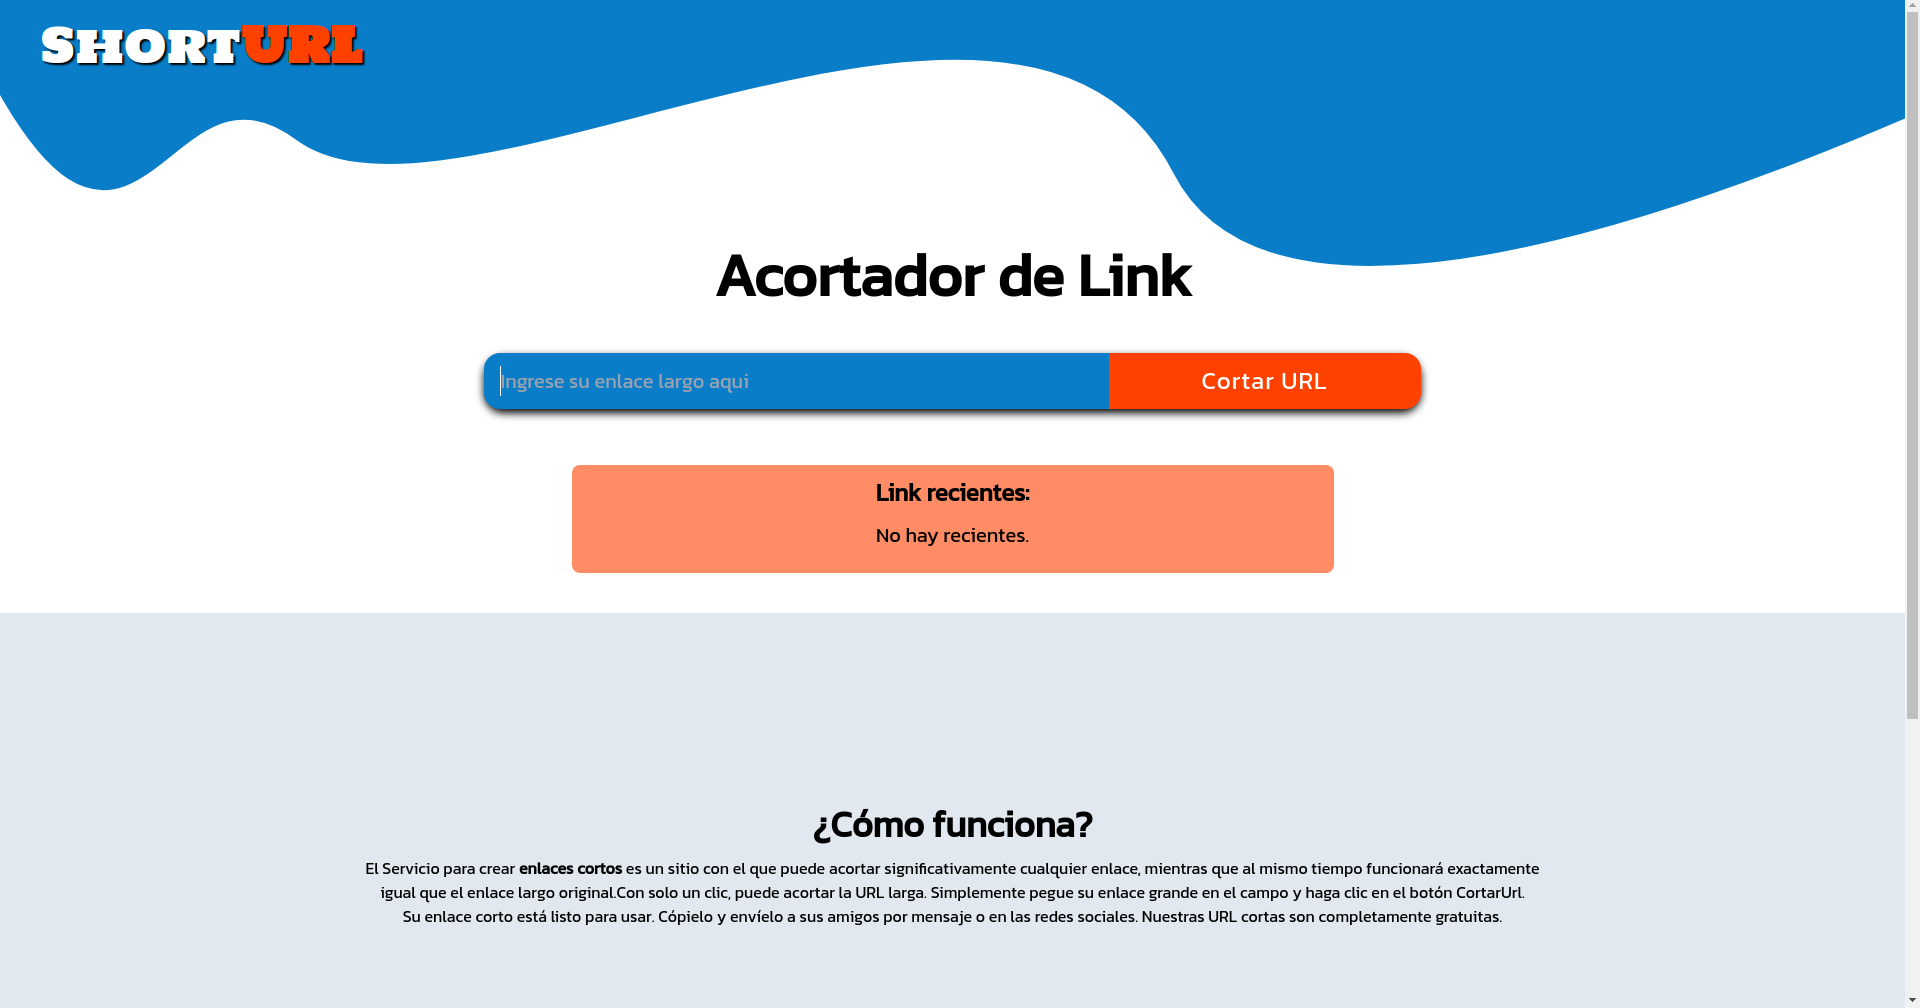 SHORTURL
Acortador de Link
Ingrese su enlace largo aqui
Cortar URL
Link recientes:
No hay recientes.
¿Cómo funciona?
El Servicio para crear enlaces cortos es un sitio con el que puede acortar significativamente cualquier enlace, mientras que al mismo tiempo funcionará exactamente
igual que el enlace largo original.Con solo un clic, puede acortar la URL larga. Simplemente pegue su enlace grande en el campo y haga clic en el botón CortarUrl.
Su enlace corto está listo para usar. Cópielo y envíelo a sus amigos por mensaje o en las redes sociales. Nuestras URL cortas son completamente gratuitas.